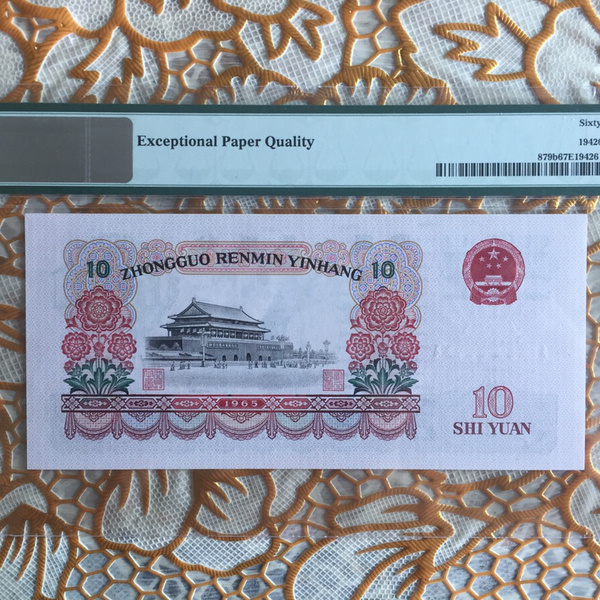 Exceptional Paper Quality
Sixty
19426
879b67E19426
ZHONGGUO RENMIN YINHANG
10
10
1965
10
SHI YUAN